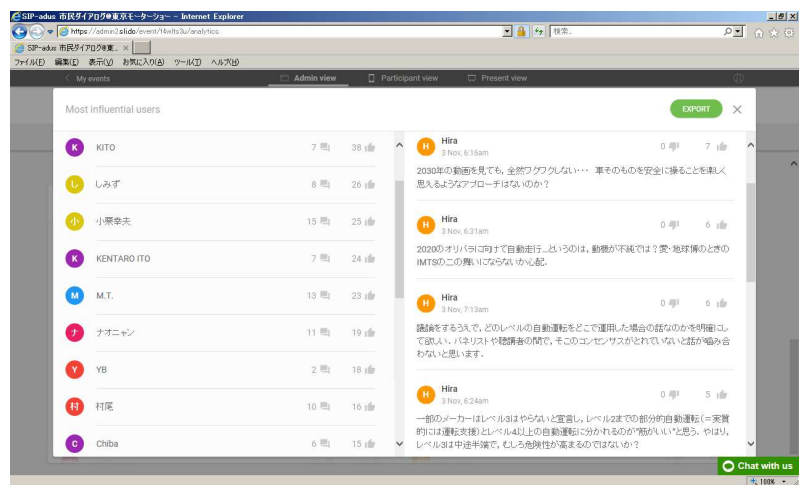 SIP-adus 市民ダイアログ@東京モーターショー - Internet Explorer
https://admin2.slido/event/f4wlts3u/analytics
検索...
SIP-adus 市民ダイアログ@東...
ファイル(F) 編集(E) 表示(V) お気に入り(A) ツール(T) ヘルプ(H)
My events Admin view Participant view Present view
Most influential users EXPORT
K KITO 7 38
し しみず 8 26
小 小栗幸夫 15 25
K KENTARO ITO 7 24
M M.T. 13 23
ナ ナオニャン 11 19
Y YB 2 18
村 村尾 10 16
C Chiba 6 15
H Hira 0 7
3 Nov, 6:16am
2030年の動画を見ても、全然ワクワクしない・・・ 車そのものを安全に操ることを楽しく
思えるようなアプローチはないのか?
H Hira 0 6
3 Nov, 6:31am
2020のオリパラに向けて自動走行...というのは、動機が不純では?愛・地球博のときの
IMTSの二の舞いにならないか心配.
H Hira 0 6
3 Nov, 7:13am
議論をするうえで、どのレベルの自動運転をどこで運用した場合の話なのかを明確にし
て欲しい. パネリストや聴講者の間で、そこのコンセンサスがとれていないと話が噛み合
わないと思います.
H Hira 0 5
3 Nov, 6:24am
一部のメーカーはレベル3はやらないと宣言し、レベル2までの部分的自動運転(=実質
的には運転支援)とレベル4以上の自動運転に分かれるのが"筋がいい"と思う. やはり,
レベル3は中途半端で, むしろ危険性が高まるのではないか?
Chat with us
100%